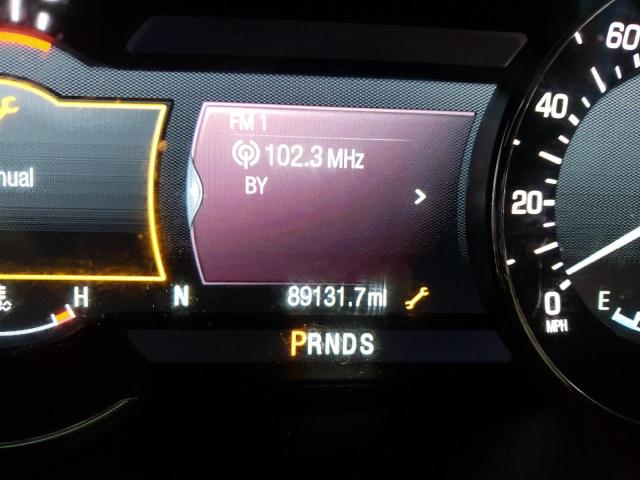 FM 1
102.3 MHz
BY
nual
60
40
20
0
MPH
E
H
N
89131.7mi
PRNDS